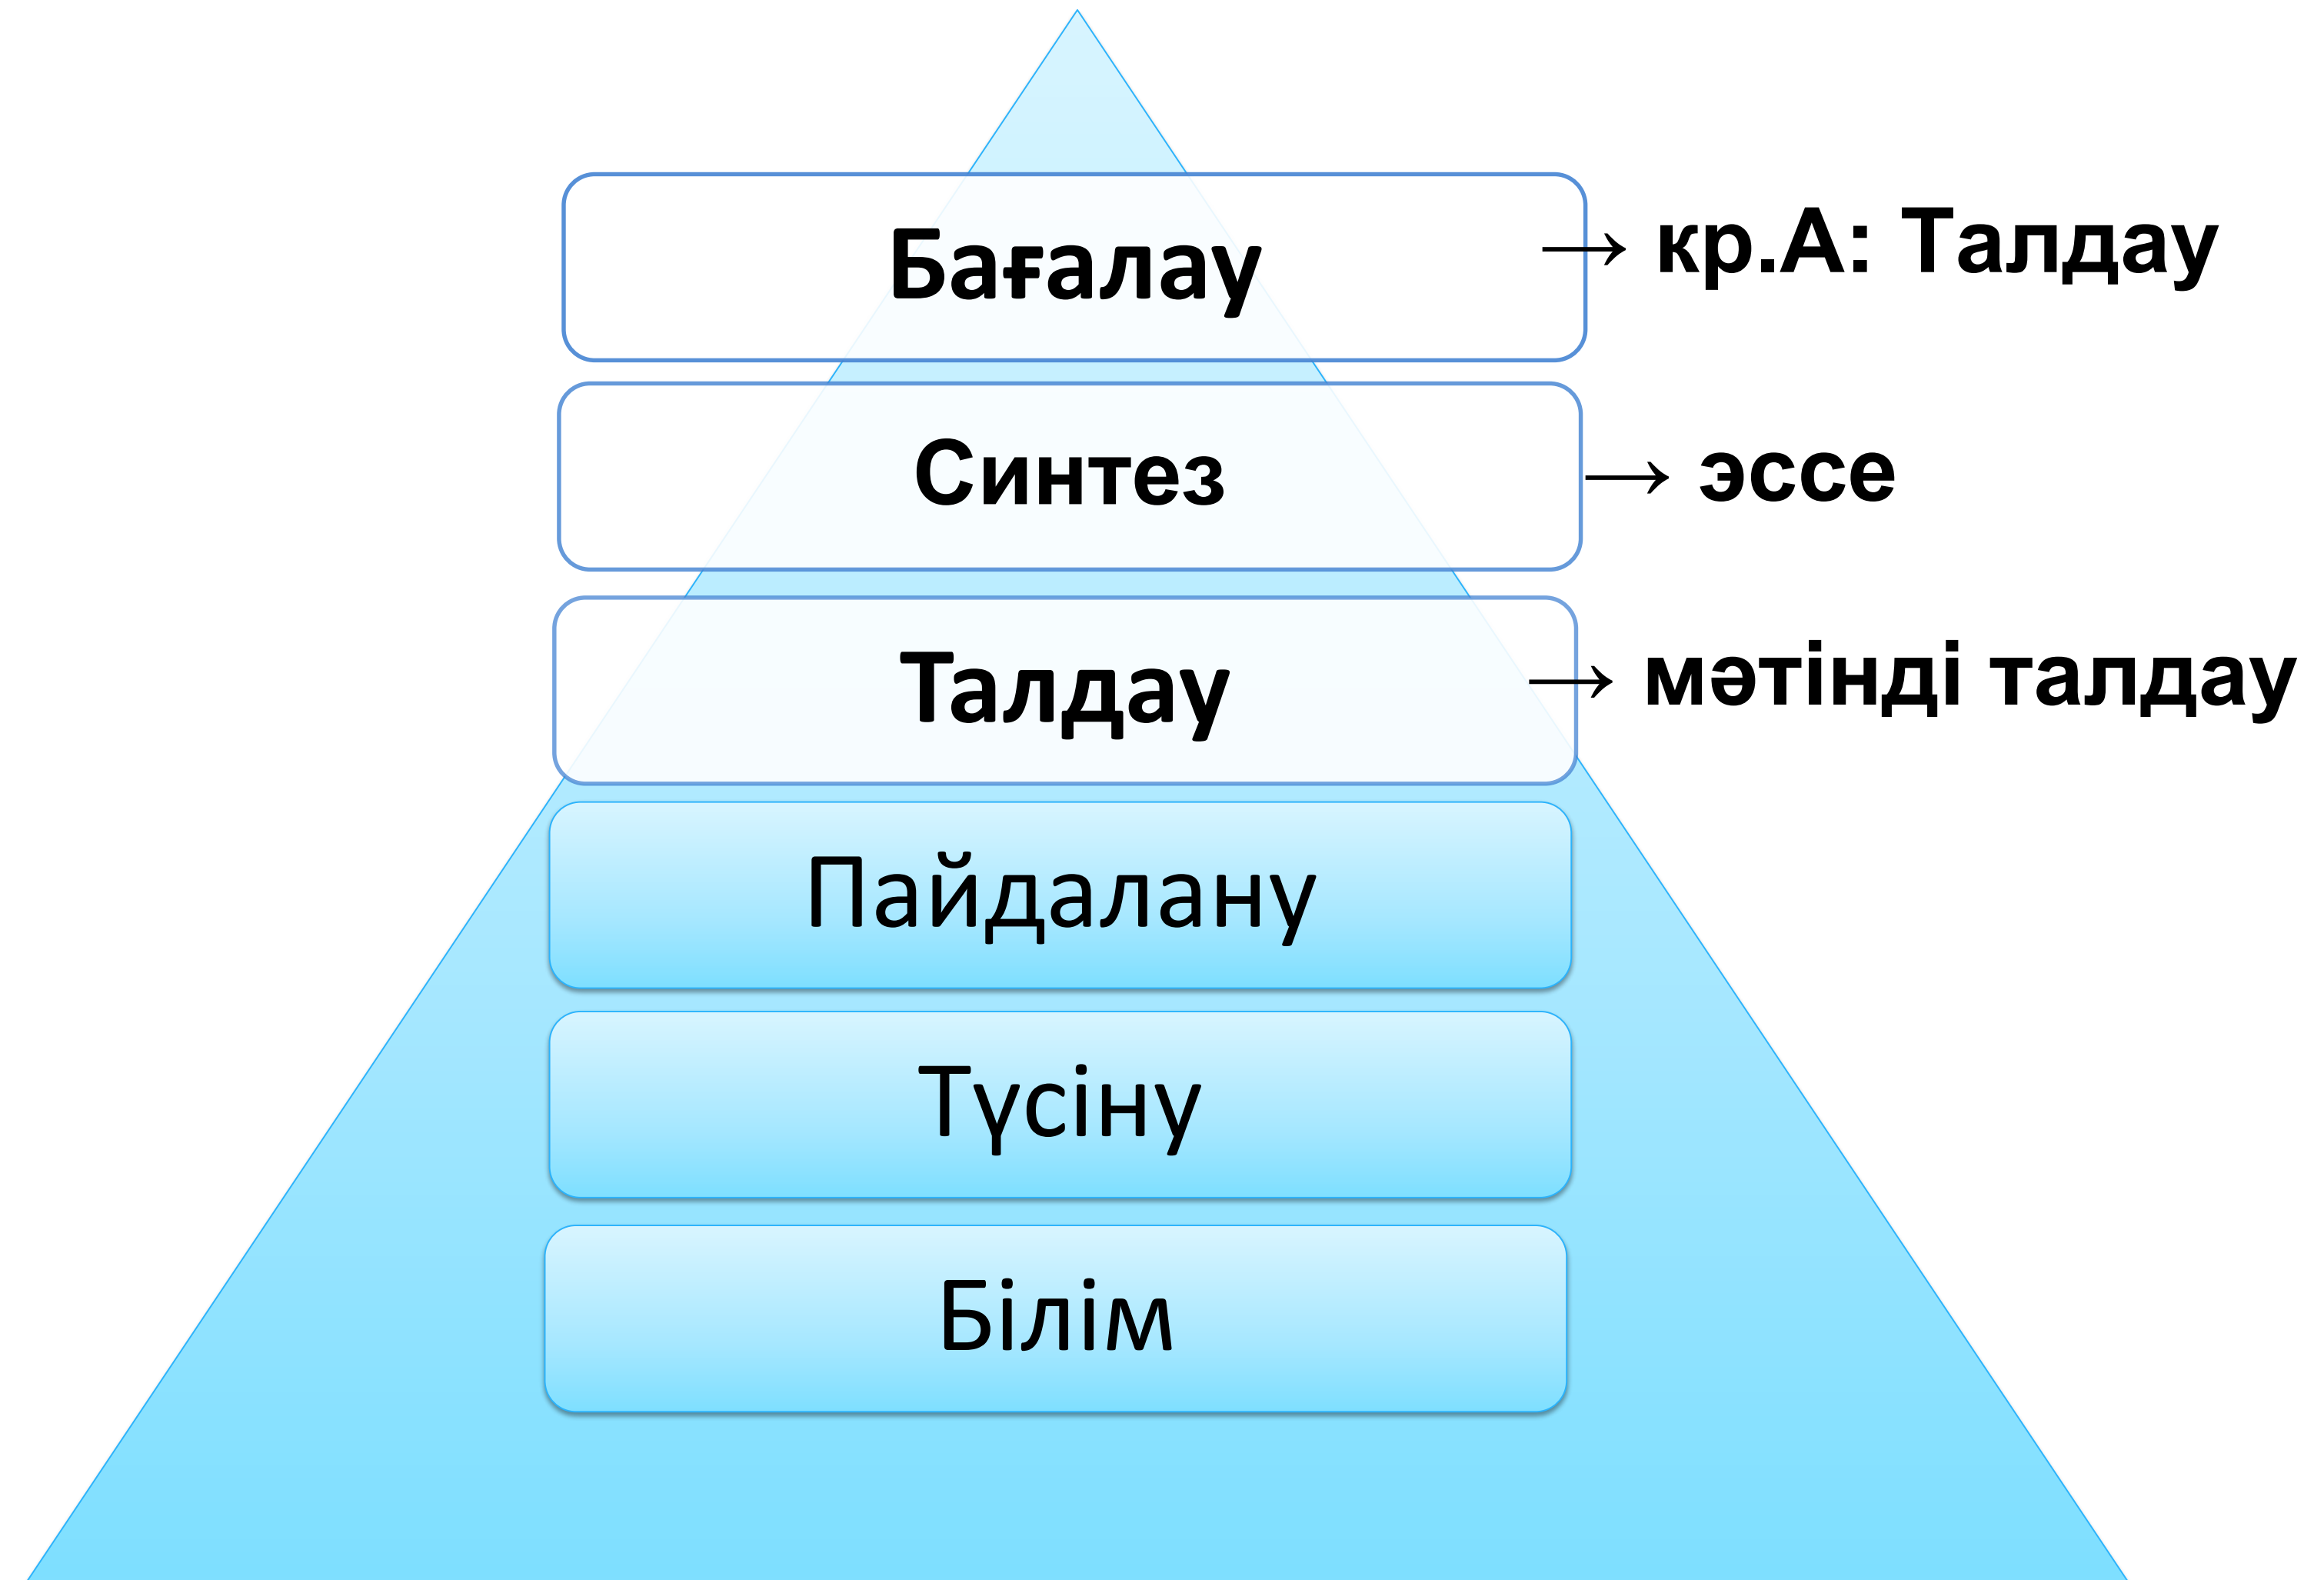 Бағалау → кр.А: Талдау
Синтез → эссе
Талдау → мәтінді талдау
Пайдалану
Түсіну
Білім